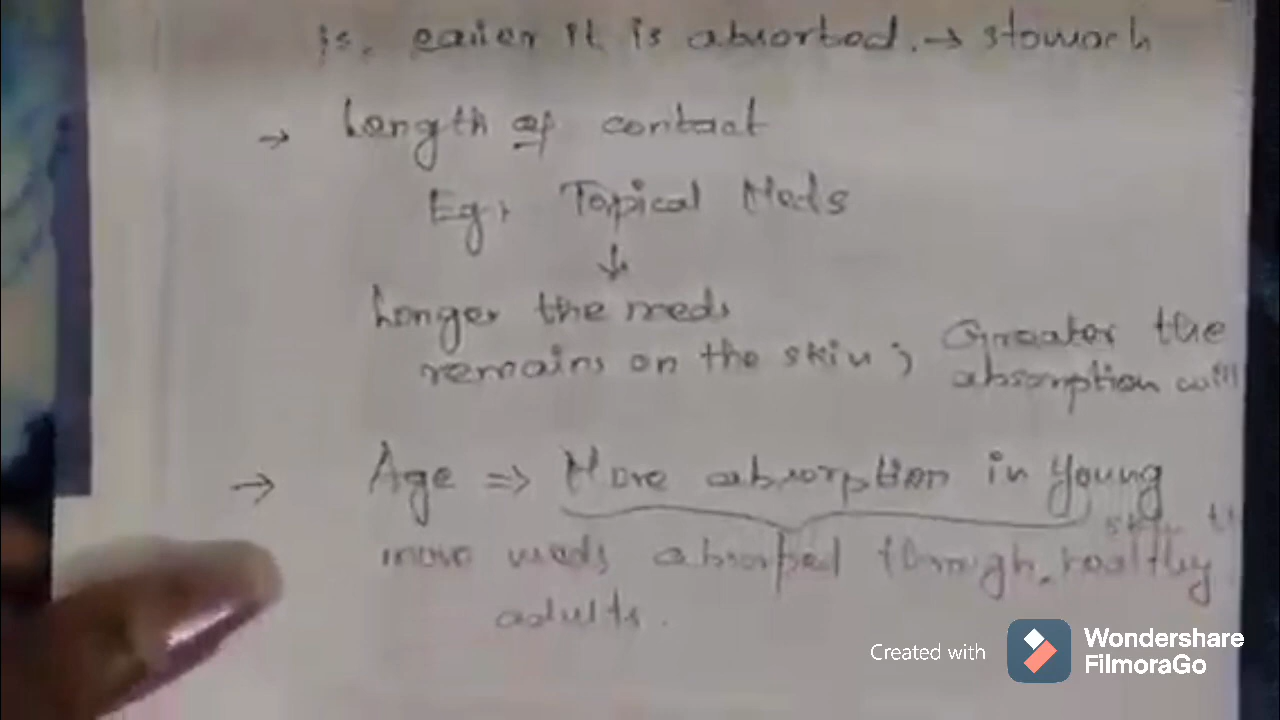 is, easier it is absorbed. → stomach
→ Length of contact
Eg, Topical Meds
↓
Longer the meds
remains on the skin ; Greater the
absorption will
→ Age ⇒ More absorption in Young
more meds absorbed through healthy
adults.
Created with Wondershare
FilmoraGo